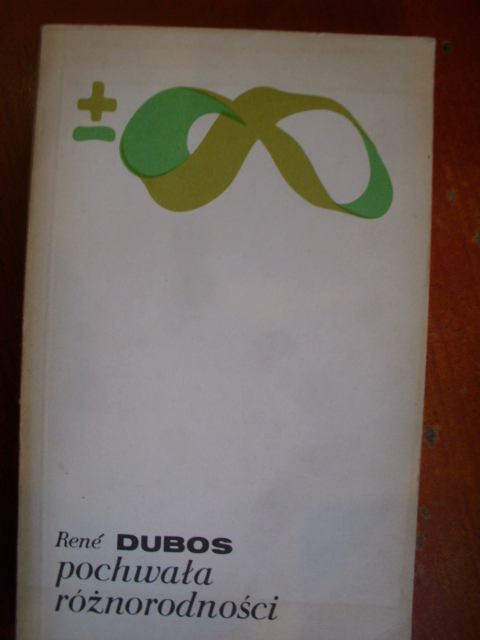 ±
René DUBOS
pochwała
różnorodności